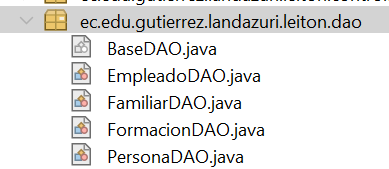 ec.edu.gutierrez.landazuri.leiton.dao
BaseDAO.java
EmpleadoDAO.java
FamiliarDAO.java
FormacionDAO.java
PersonaDAO.java